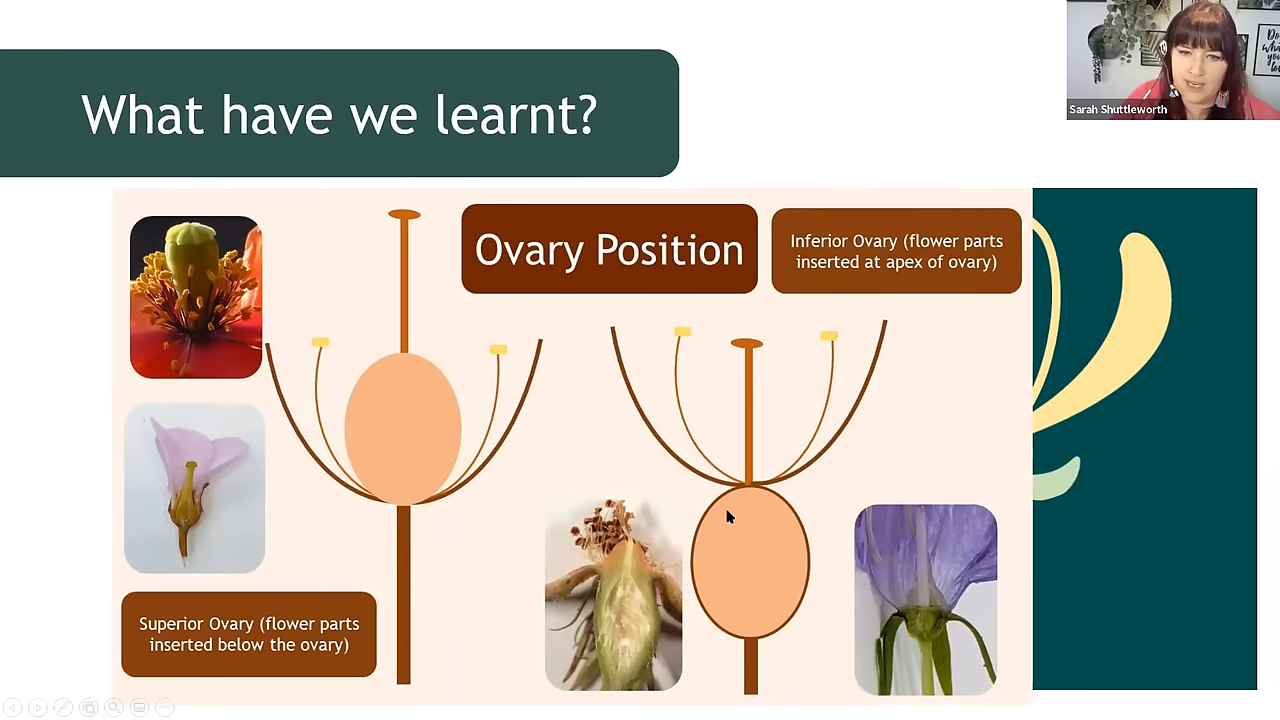 What have we learnt?
Sarah Shuttleworth
Ovary Position
Inferior Ovary (flower parts
inserted at apex of ovary)
Superior Ovary (flower parts
inserted below the ovary)